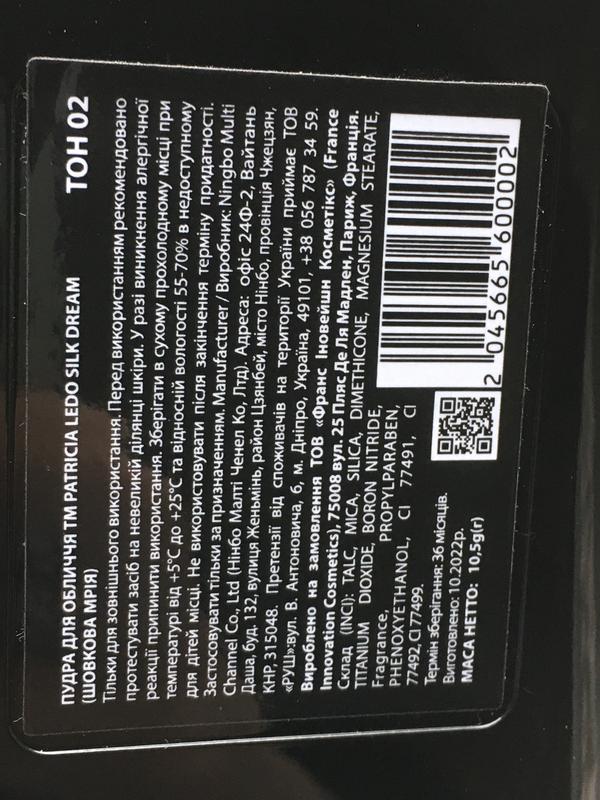 ПУДРА ДЛЯ ОБЛИЧЧЯ ТМ PATRICIA LEDO SILK DREAM ТОН 02
(ШОВКОВА МРІЯ)
Тільки для зовнішнього використання. Перед використанням рекомендовано
протестувати засіб на невеликій ділянці шкіри. У разі виникнення алергічної
реакції припинити використання. Зберігати в сухому прохолодному місці при
температурі від +5°С до +25°С та відносній вологості 55-70% в недоступному
для дітей місці. Не використовувати після закінчення терміну придатності.
Застосовувати тільки за призначенням. Manufacturer / Виробник: Ningbo Multi
Channel Co., Ltd (Нінбо Малті Ченел Ко, Лтд). Адреса: офіс 24Ф-2, Вайтань
Даша, буд. 132, вулиця Женьмінь, район Цзянбей, місто Нінбо, провінція Чжецзян,
КНР, 315048. Претензії від споживачів на території України приймає ТОВ
«РУШ»:вул. В. Антоновича, 6, м. Дніпро, Україна, 49101, +38 056 787 34 59.
Вироблено на замовлення ТОВ «Франс Іновейшн Косметікс» (France
Innovation Cosmetics), 75008 вул. 25 Пляс Де Ля Мадлен, Париж, Франція.
Склад (INCI): TALC, MICA, SILICA, DIMETHICONE, MAGNESIUM STEARATE,
TITANIUM DIOXIDE, BORON NITRIDE,
Fragrance, PROPYLPARABEN,
PHENOXYETHANOL, CI 77491, CI
77492, CI 77499.
Термін зберігання: 36 місяців.
Виготовлено: 10.2022р.
МАСА НЕТТО: 10,5g(г)
2 045665 600002